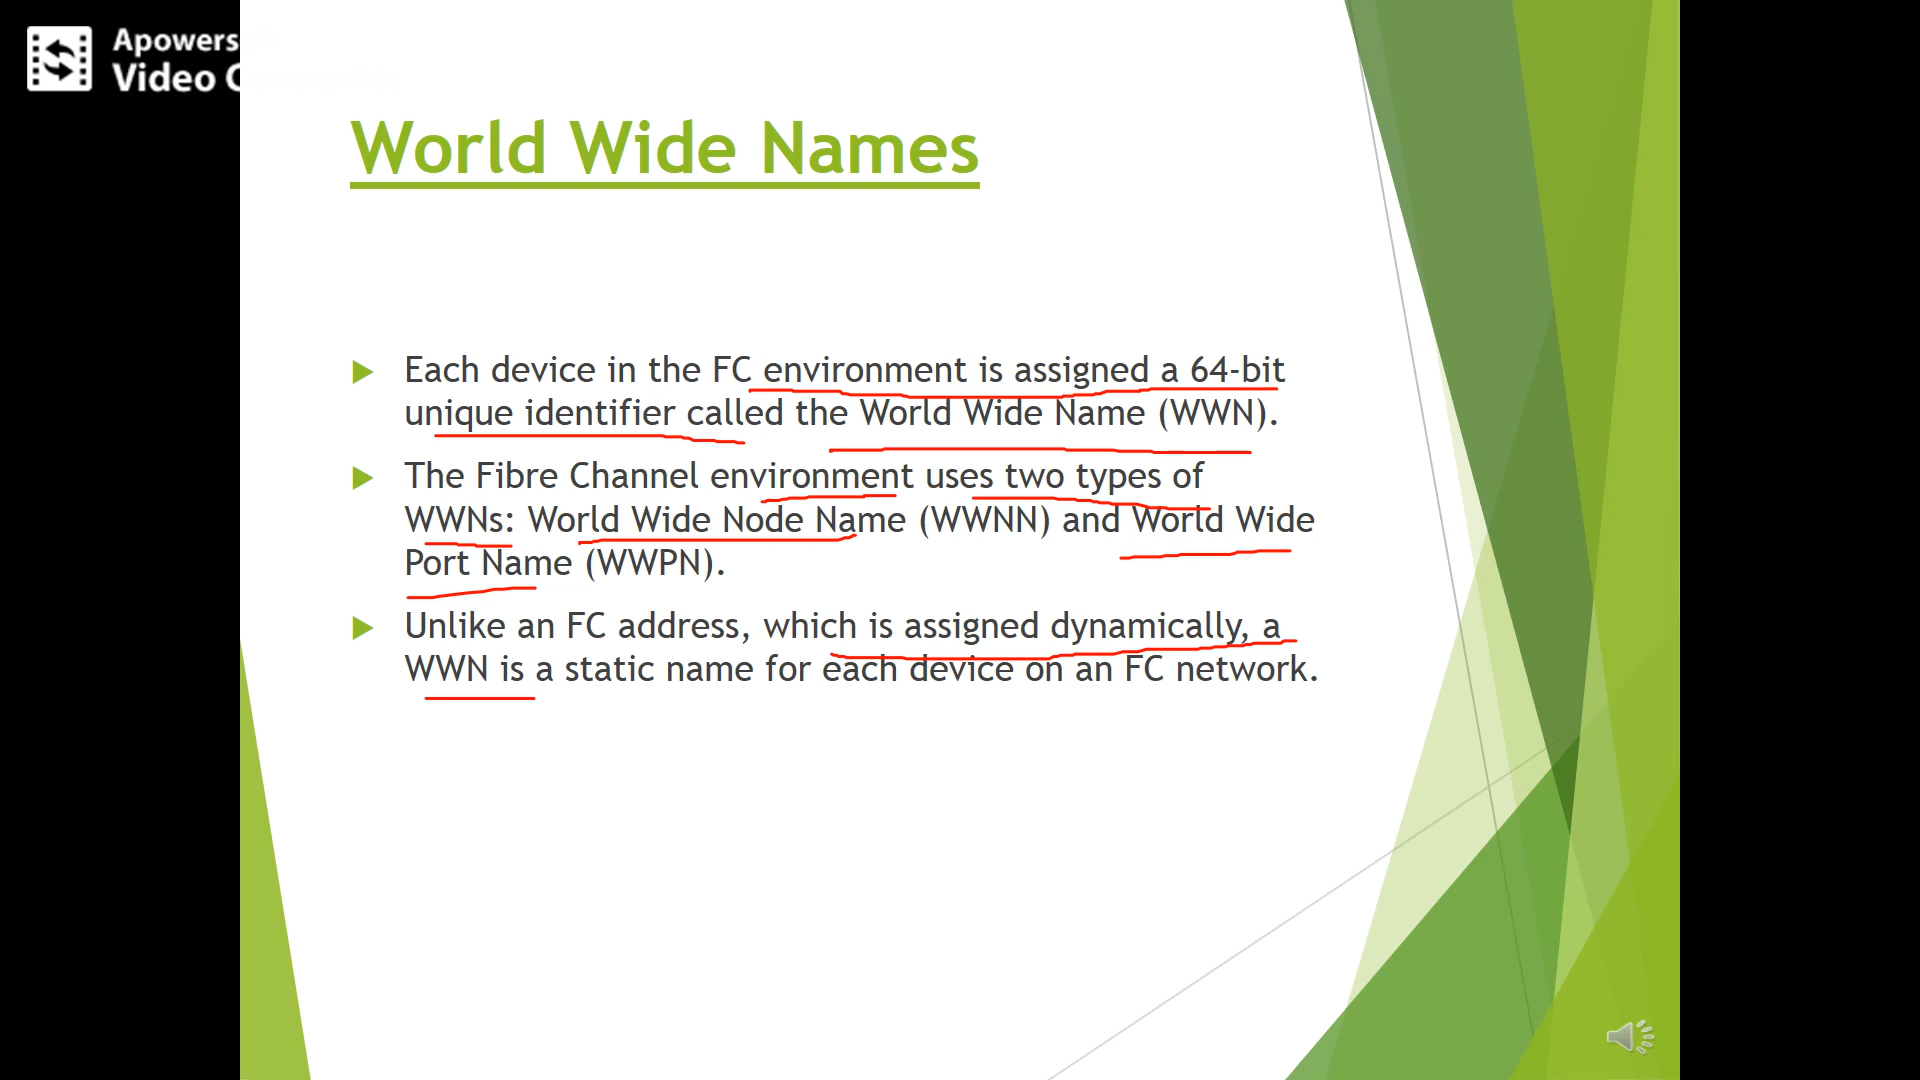 Apowers
Video
World Wide Names
Each device in the FC environment is assigned a 64-bit
unique identifier called the World Wide Name (WWN).
The Fibre Channel environment uses two types of
WWNs: World Wide Node Name (WWNN) and World Wide
Port Name (WWPN).
Unlike an FC address, which is assigned dynamically, a
WWN is a static name for each device on an FC network.